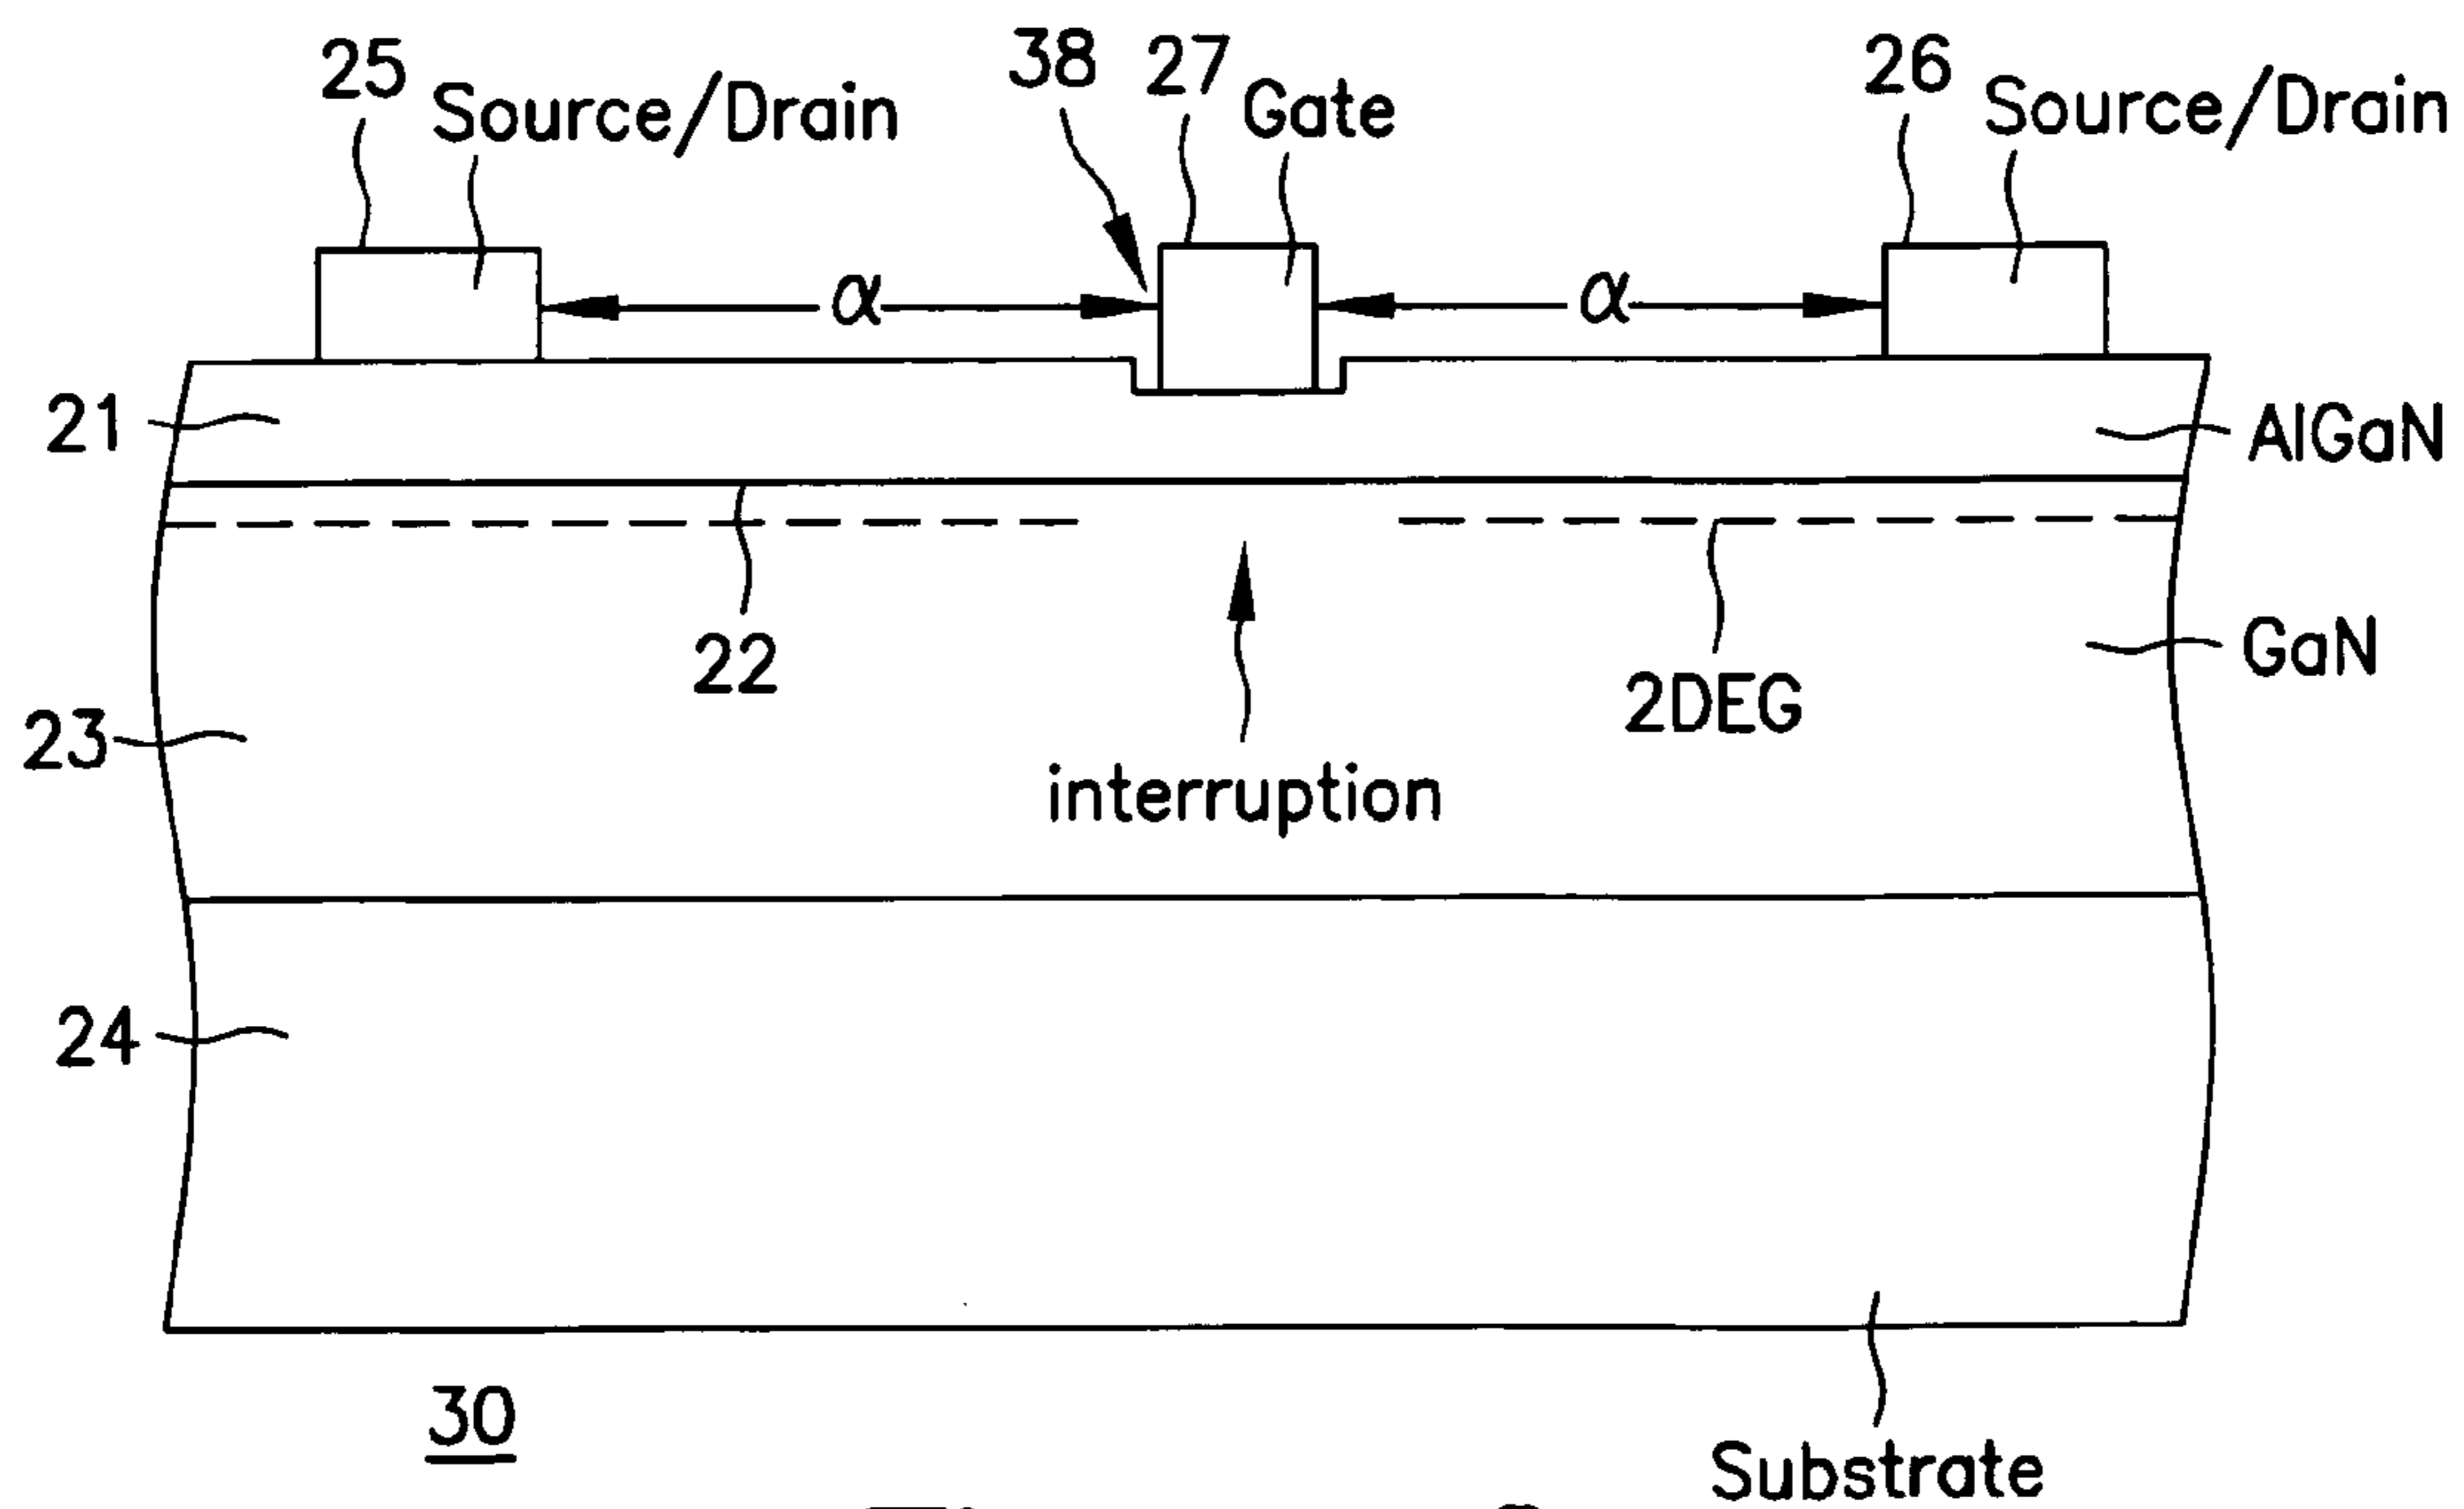 25 Source/Drain
38
27 Gate
26 Source/Drain
α
α
21
AlGaN
22
2DEG
GaN
23
interruption
24
30
Substrate